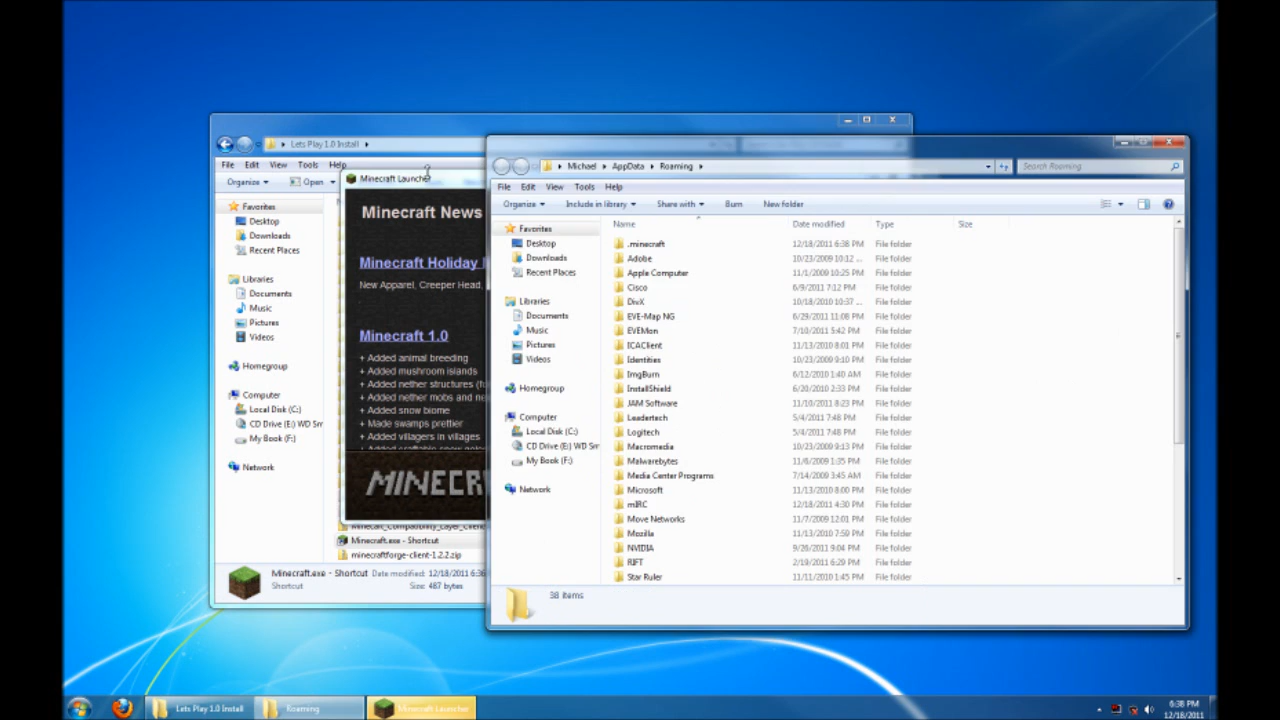 Lets Play 1.0 Install
File Edit View Tools Help
Organize Open
Favorites
Desktop
Downloads
Recent Places
Libraries
Documents
Music
Pictures
Videos
Homegroup
Computer
Local Disk (C:)
CD Drive (E:) WD Sm
My Book (F:)
Network
Minecraft.exe - Shortcut
minecraftforge-client-1.2.2.zip
Minecraft.exe - Shortcut Date modified: 12/18/2011 6:36
Shortcut Size: 487 bytes
Minecraft Launcher
Minecraft News
Minecraft Holiday
New Apparel, Creeper Head,
Minecraft 1.0
+ Added animal breeding
+ Added mushroom islands
+ Added nether structures (fo
+ Added nether mobs and ne
+ Added snow biome
+ Made swamps prettier
+ Added villagers in villages
MINECR
Michael AppData Roaming Search Roaming
File Edit View Tools Help
Organize Include in library Share with Burn New folder
Favorites
Desktop
Downloads
Recent Places
Libraries
Documents
Music
Pictures
Videos
Homegroup
Computer
Local Disk (C:)
CD Drive (E:) WD Sm
My Book (F:)
Network
Name Date modified Type Size
.minecraft 12/18/2011 6:38 PM File folder
Adobe 10/23/2009 10:12 ... File folder
Apple Computer 11/1/2009 10:25 PM File folder
Cisco 6/9/2011 7:12 PM File folder
DivX 10/18/2010 10:37 ... File folder
EVE-Map NG 6/29/2011 11:08 PM File folder
EVEMon 7/10/2011 5:42 PM File folder
ICAClient 11/13/2010 8:01 PM File folder
Identities 10/23/2009 9:10 PM File folder
ImgBurn 6/12/2010 1:40 AM File folder
InstallShield 6/20/2010 2:33 PM File folder
JAM Software 11/10/2011 8:23 PM File folder
Leadertech 5/4/2011 7:48 PM File folder
Logitech 5/4/2011 7:48 PM File folder
Macromedia 10/23/2009 9:13 PM File folder
Malwarebytes 11/6/2009 1:35 PM File folder
Media Center Programs 7/14/2009 3:45 AM File folder
Microsoft 11/13/2010 8:00 PM File folder
mIRC 12/18/2011 4:30 PM File folder
Move Networks 11/7/2009 12:01 PM File folder
Mozilla 11/13/2010 7:59 PM File folder
NVIDIA 9/26/2011 9:04 PM File folder
RIFT 2/19/2011 6:29 PM File folder
Star Ruler 11/11/2010 1:45 PM File folder
38 items
Lets Play 1.0 Install Roaming Minecraft Launcher
6:38 PM
12/18/2011